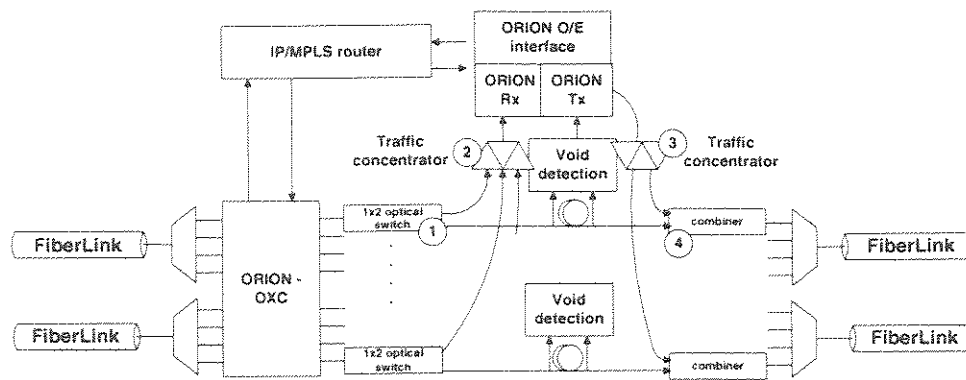 ORION O/E
interface
IP/MPLS router
ORION
Rx
ORION
Tx
Traffic
concentrator
2
Void
detection
3
Traffic
concentrator
1x2 optical
switch
1
combiner
4
FiberLink
FiberLink
ORION -
OXC
Void
detection
FiberLink
FiberLink
1x2 optical
switch
combiner